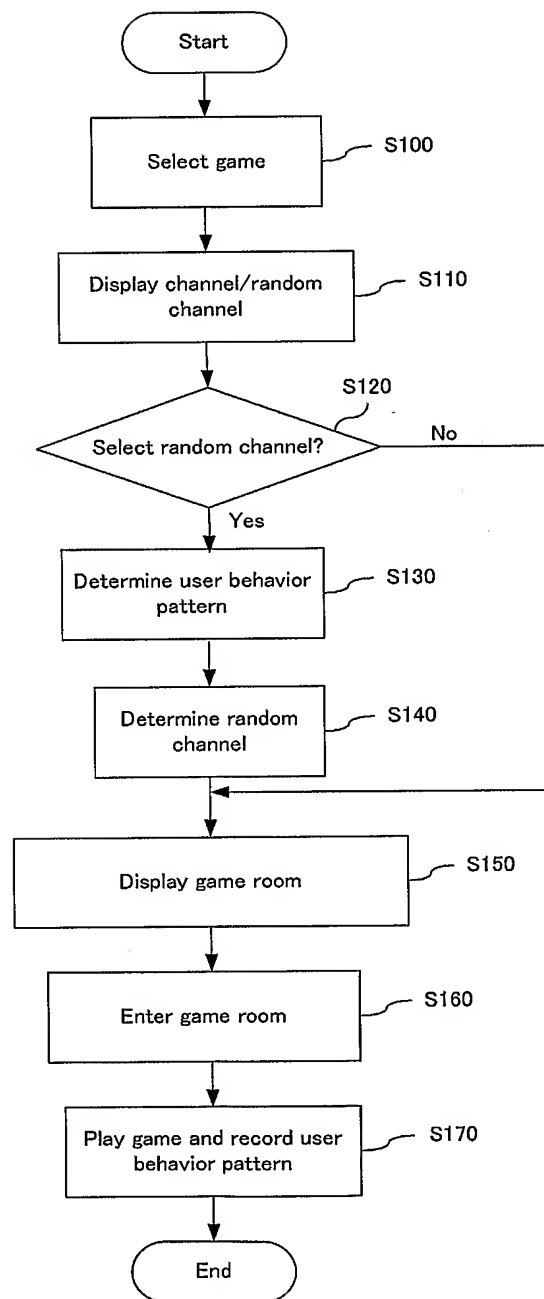 Start
Select game
S100
Display channel/random
channel
S110
S120
Select random channel?
No
Yes
Determine user behavior
pattern
S130
Determine random
channel
S140
Display game room
S150
Enter game room
S160
Play game and record user
behavior pattern
S170
End